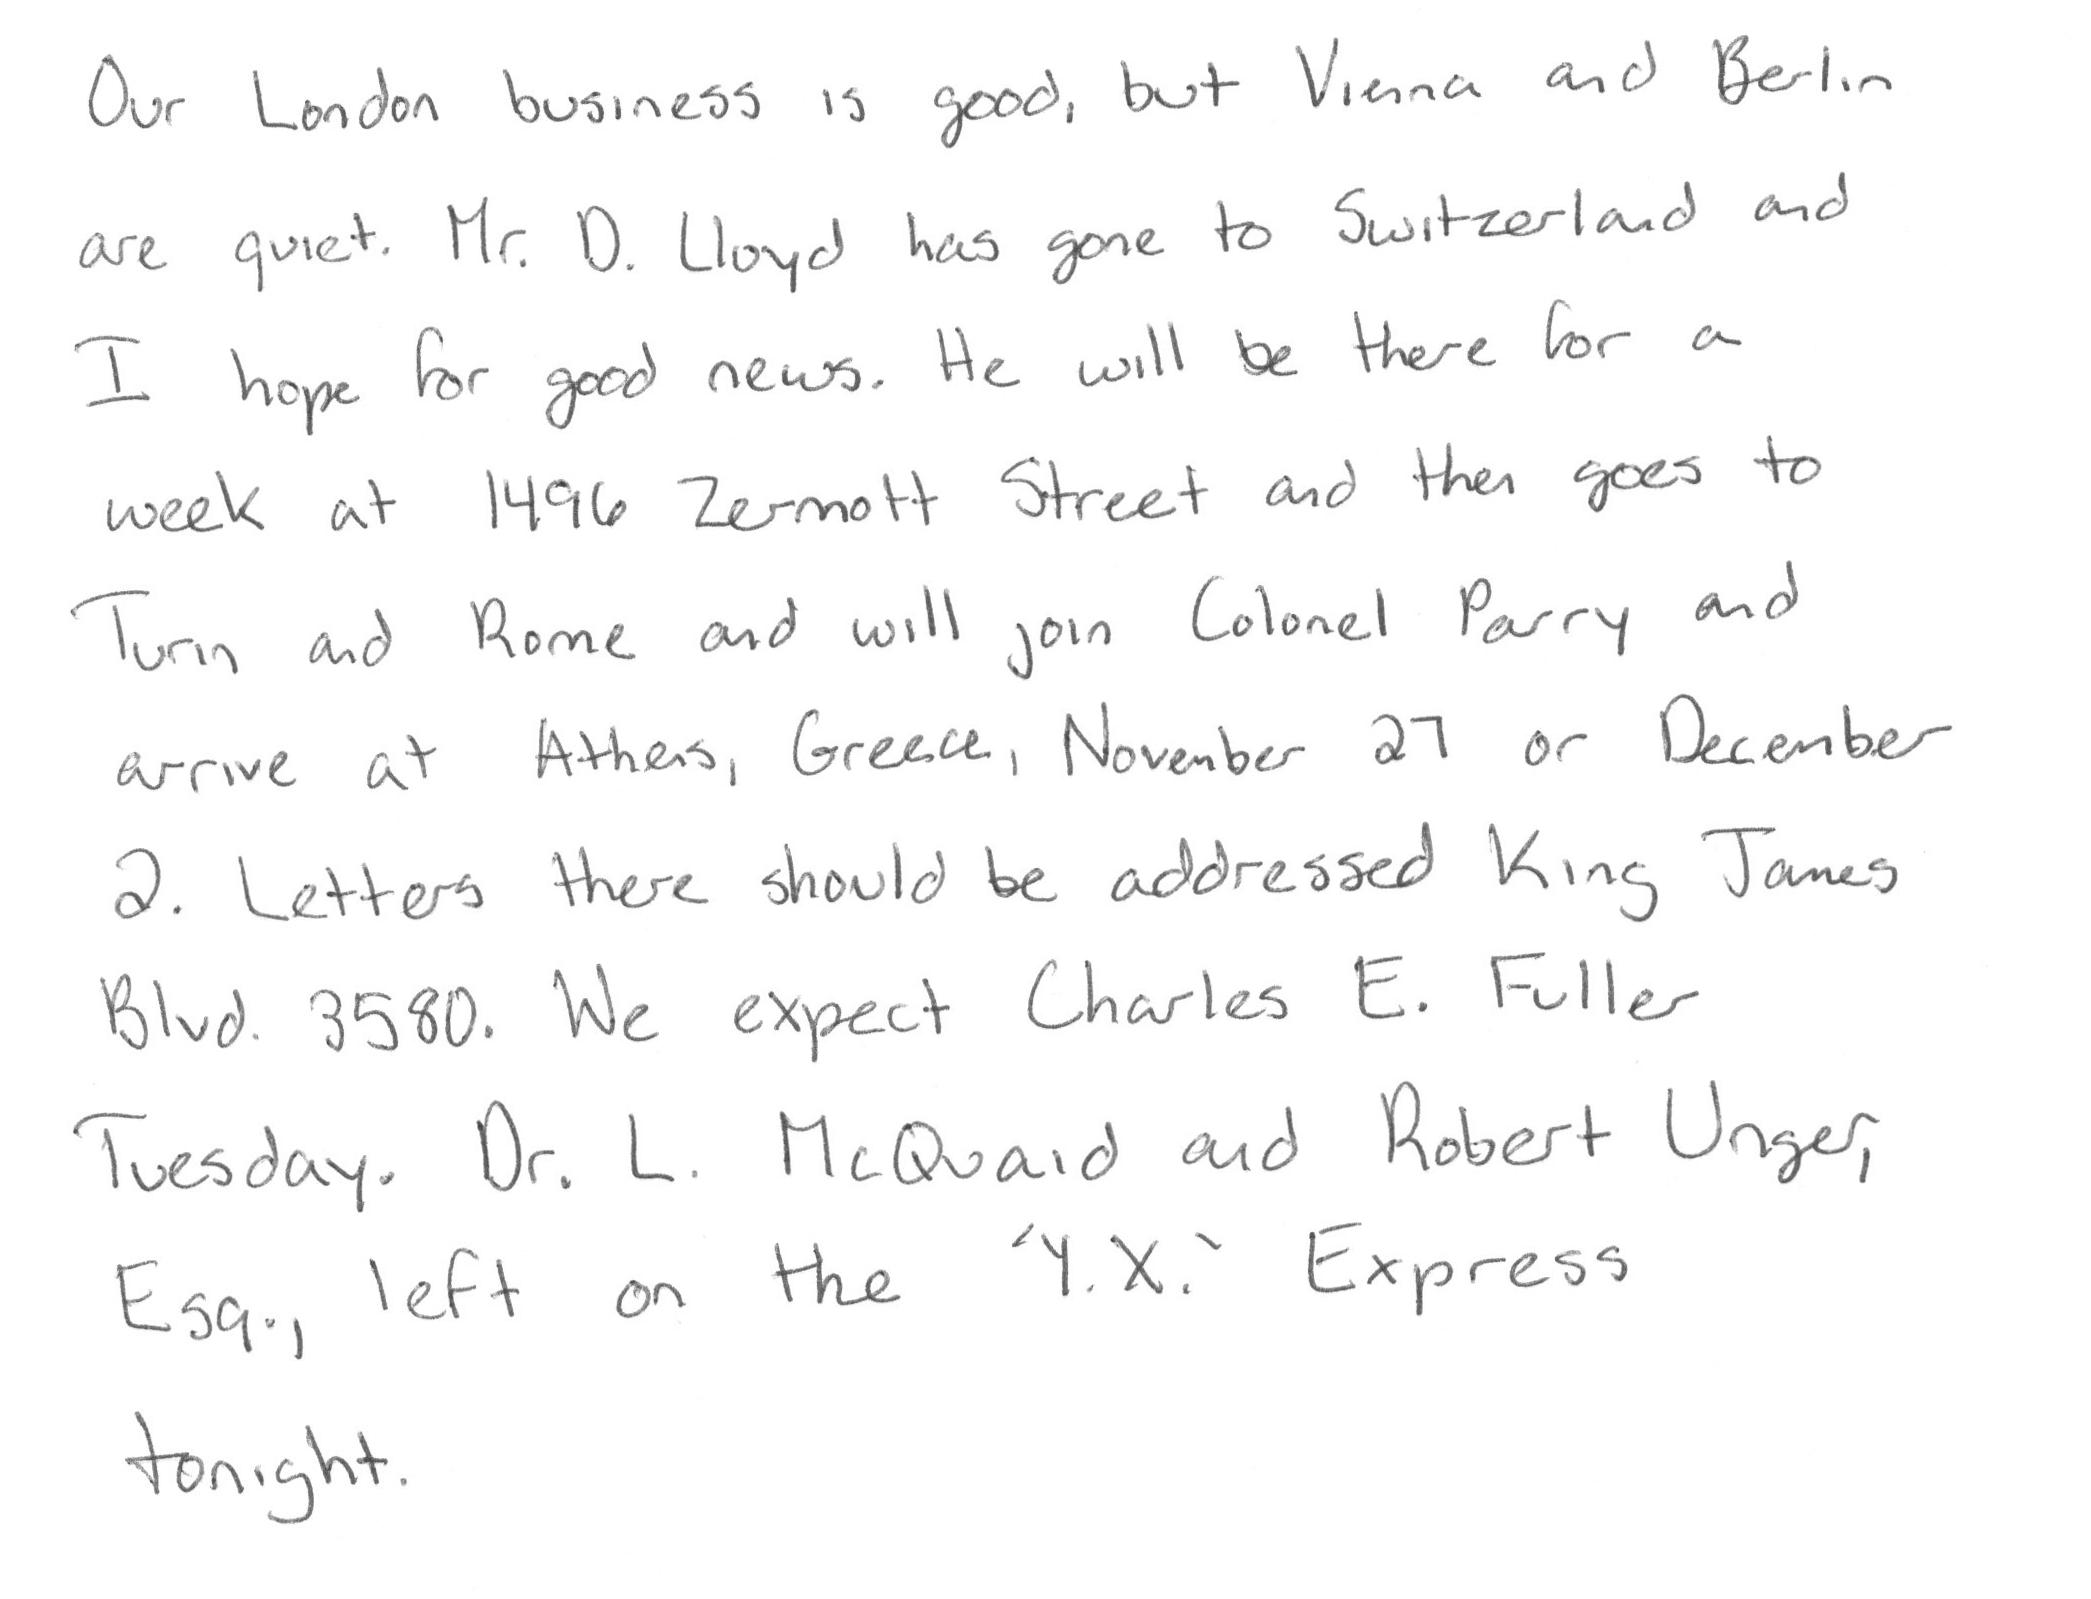 Our London business is good, but Vienna and Berlin
are quiet. Mr. D. Lloyd has gone to Switzerland and
I hope for good news. He will be there for a
week at 1496 Zermott Street and then goes to
Turin and Rome and will join Colonel Parry and
arrive at Athens, Greece, November 27 or December
2. Letters there should be addressed King James
Blvd. 3580. We expect Charles E. Fuller
Tuesday. Dr. L. McQuaid and Robert Unger,
Esq., left on the 'Y.X.' Express
tonight.